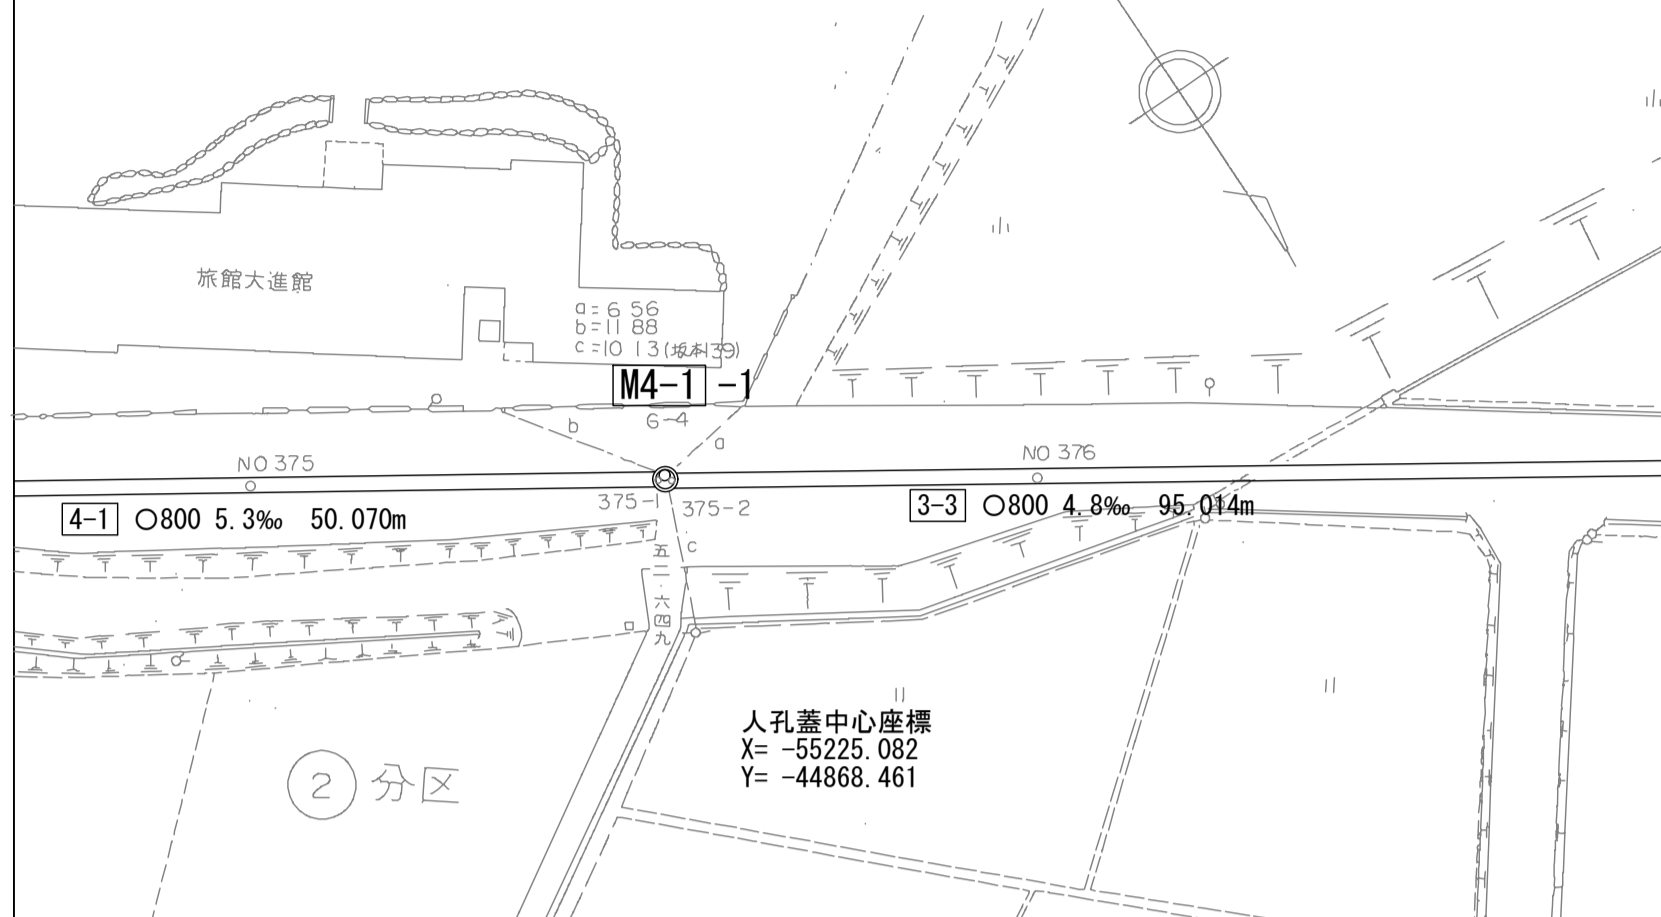 旅館大進館
a=6 56
b=11 88
c=10 13(坂本139)
M4-1 -1
6-4
b
a
NO 375
NO 376
375-1
375-2
4-1 ○800 5.3‰ 50.070m
3-3 ○800 4.8‰ 95.014m
c
五二・六四九
人孔蓋中心座標
X= -55225.082
Y= -44868.461
2 分区